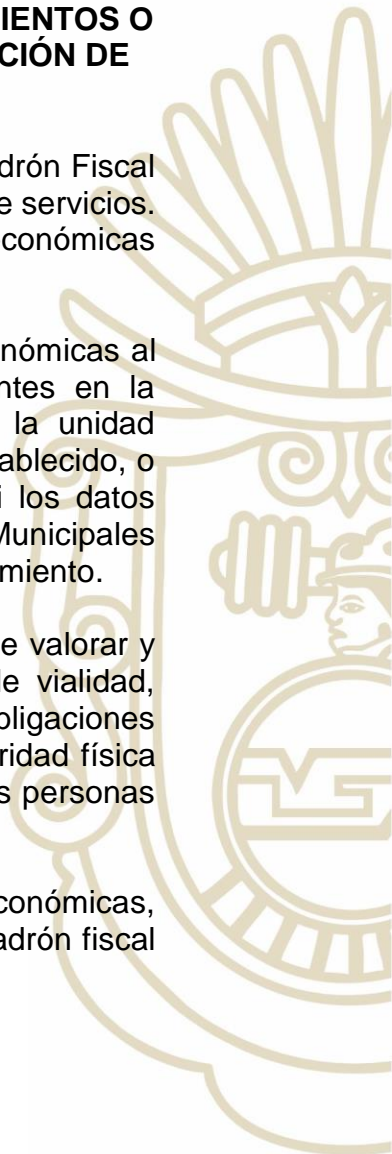 IENTOS O
CIÓN DE
drón Fiscal
e servicios.
conómicas
nómicas al
ntes en la
la unidad
ablecido, o
i los datos
Municipales
miento.
e valorar y
le vialidad,
bligaciones
ridad física
s personas
conómicas,
adrón fiscal